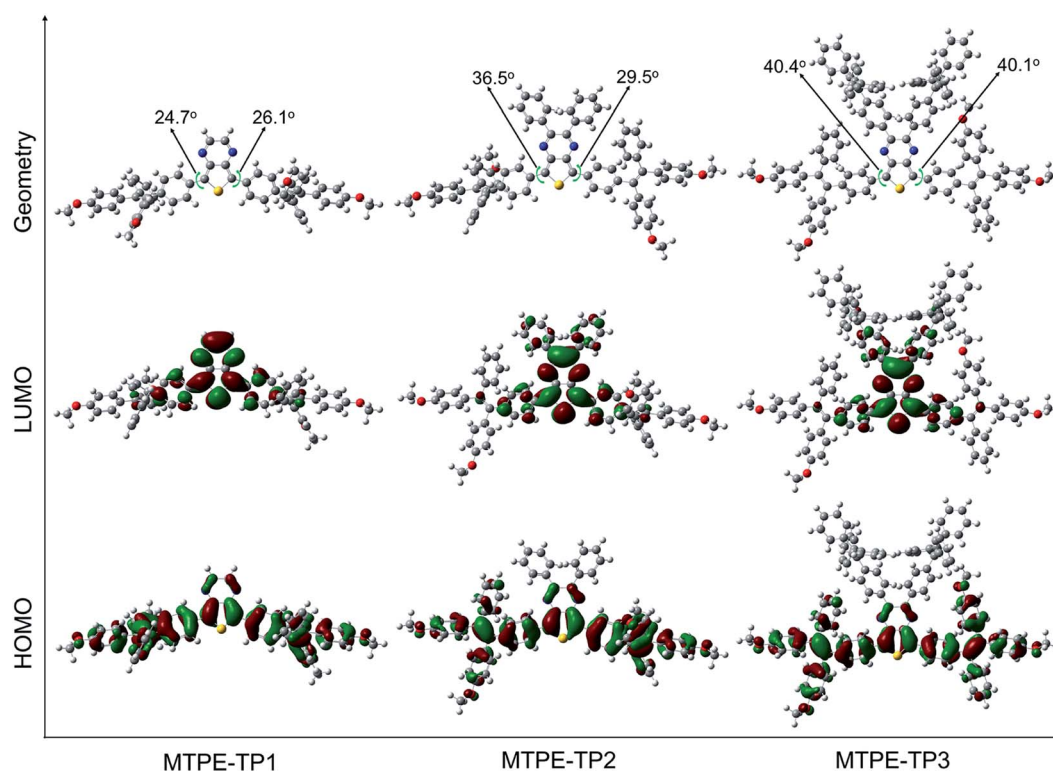 Geometry
24.7°
26.1°
36.5°
29.5°
40.4°
40.1°
LUMO
HOMO
MTPE-TP1
MTPE-TP2
MTPE-TP3